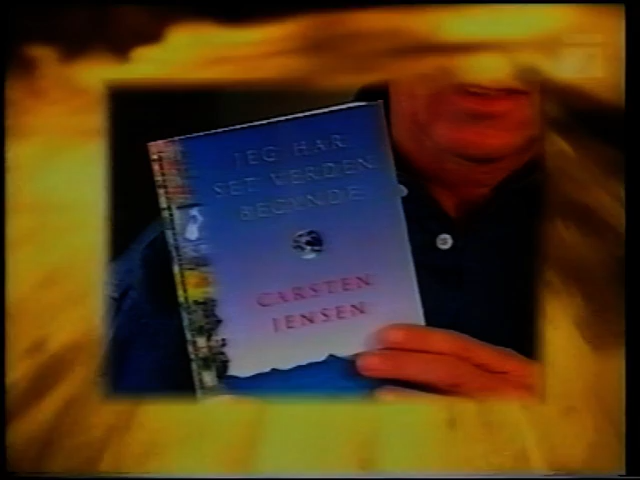 JEG HAR
SET VERDEN
BEGYNDE
CARSTEN
JENSEN